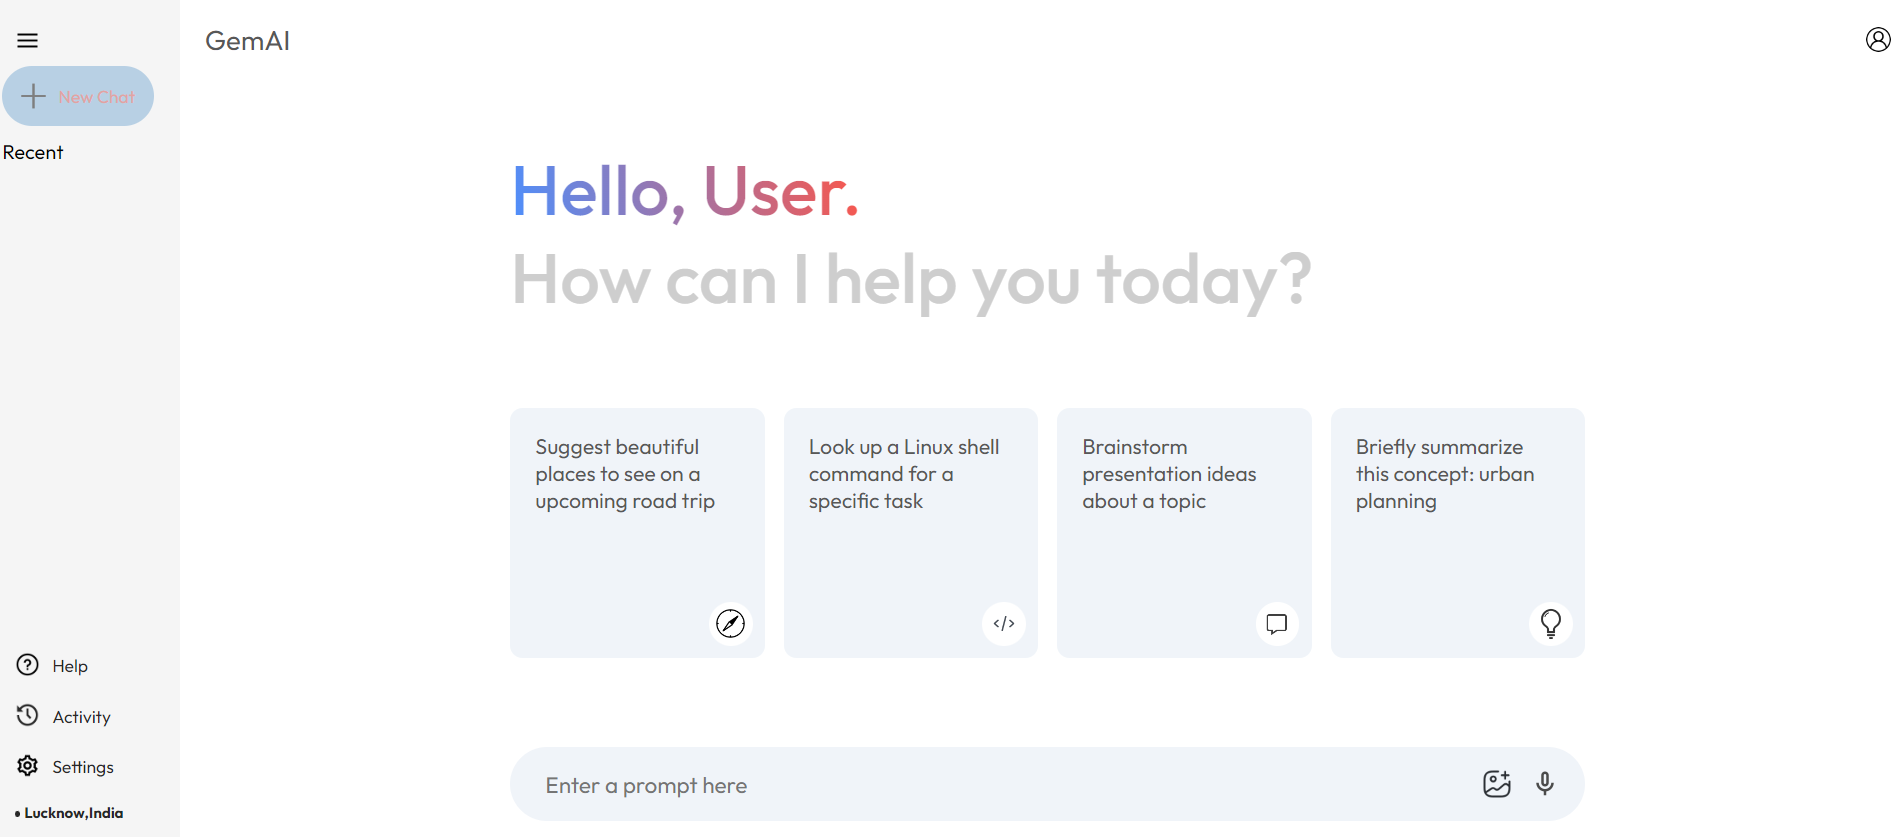 GemAI
New Chat
Recent
Hello, User.
How can I help you today?
Suggest beautiful
places to see on a
upcoming road trip
Look up a Linux shell
command for a
specific task
</>
Brainstorm
presentation ideas
about a topic
Briefly summarize
this concept: urban
planning
Help
Activity
Settings
• Lucknow,India
Enter a prompt here